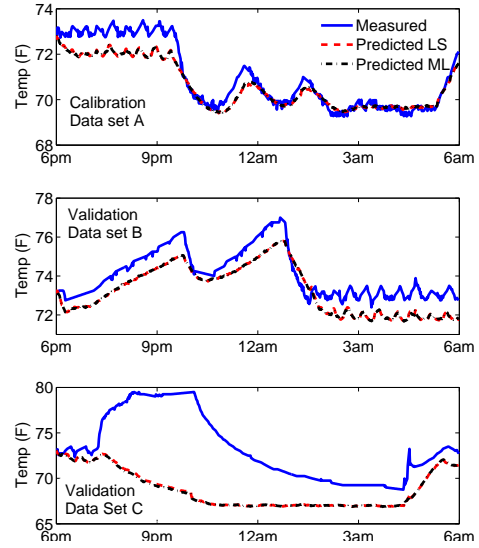 74
72
70
68
Temp (F)
Measured
Predicted LS
Predicted ML
Calibration
Data set A
6pm 9pm 12am 3am 6am
78
76
74
72
Temp (F)
Validation
Data set B
6pm 9pm 12am 3am 6am
80
75
70
65
Temp (F)
Validation
Data Set C
6pm 9pm 12am 3am 6am